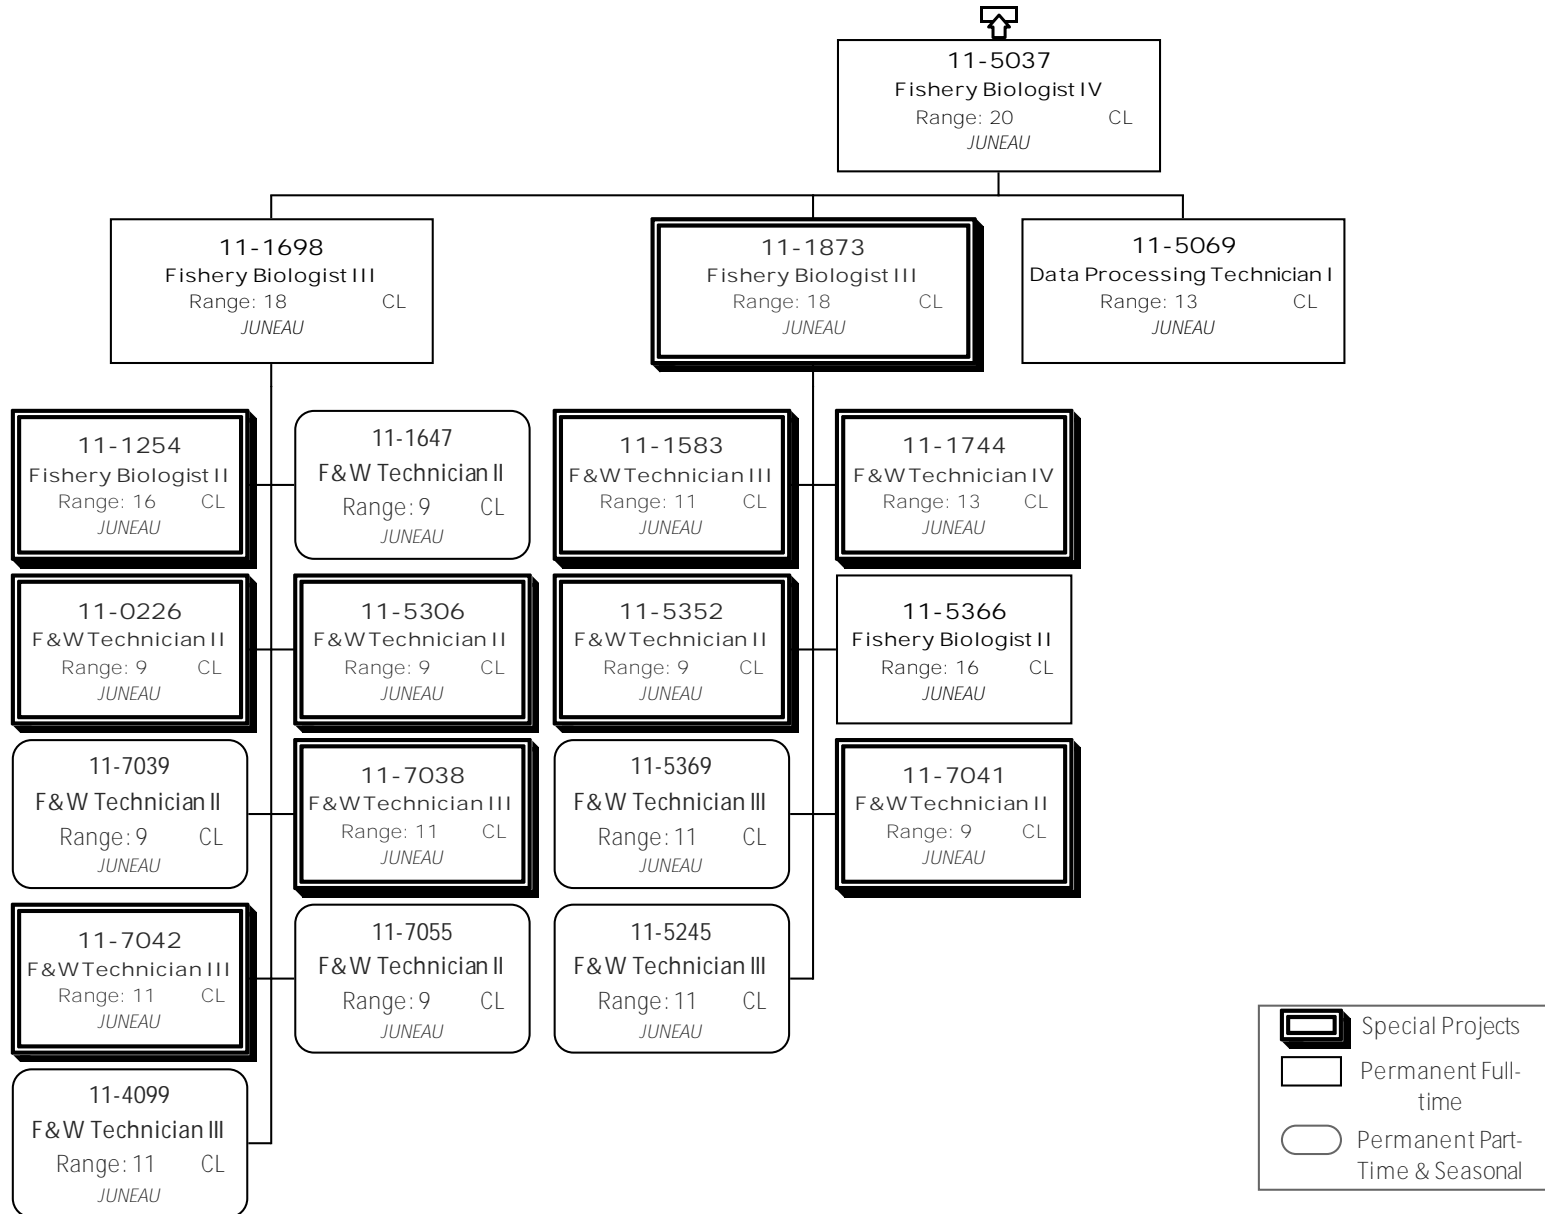 11-5037
Fishery Biologist IV
Range: 20 CL
JUNEAU
11-1698
Fishery Biologist III
Range: 18 CL
JUNEAU
11-1873
Fishery Biologist III
Range: 18 CL
JUNEAU
11-5069
Data Processing Technician I
Range: 13 CL
JUNEAU
11-1254
Fishery Biologist II
Range: 16 CL
JUNEAU
11-1647
F&W Technician II
Range: 9 CL
JUNEAU
11-1583
F&W Technician III
Range: 11 CL
JUNEAU
11-1744
F&W Technician IV
Range: 13 CL
JUNEAU
11-0226
F&W Technician II
Range: 9 CL
JUNEAU
11-5306
F&W Technician II
Range: 9 CL
JUNEAU
11-5352
F&W Technician II
Range: 9 CL
JUNEAU
11-5366
Fishery Biologist II
Range: 16 CL
JUNEAU
11-7039
F&W Technician II
Range: 9 CL
JUNEAU
11-7038
F&W Technician III
Range: 11 CL
JUNEAU
11-5369
F&W Technician III
Range: 11 CL
JUNEAU
11-7041
F&W Technician II
Range: 9 CL
JUNEAU
11-7042
F&W Technician III
Range: 11 CL
JUNEAU
11-7055
F&W Technician II
Range: 9 CL
JUNEAU
11-5245
F&W Technician III
Range: 11 CL
JUNEAU
11-4099
F&W Technician III
Range: 11 CL
JUNEAU
Special Projects
Permanent Full-
time
Permanent Part-
Time & Seasonal